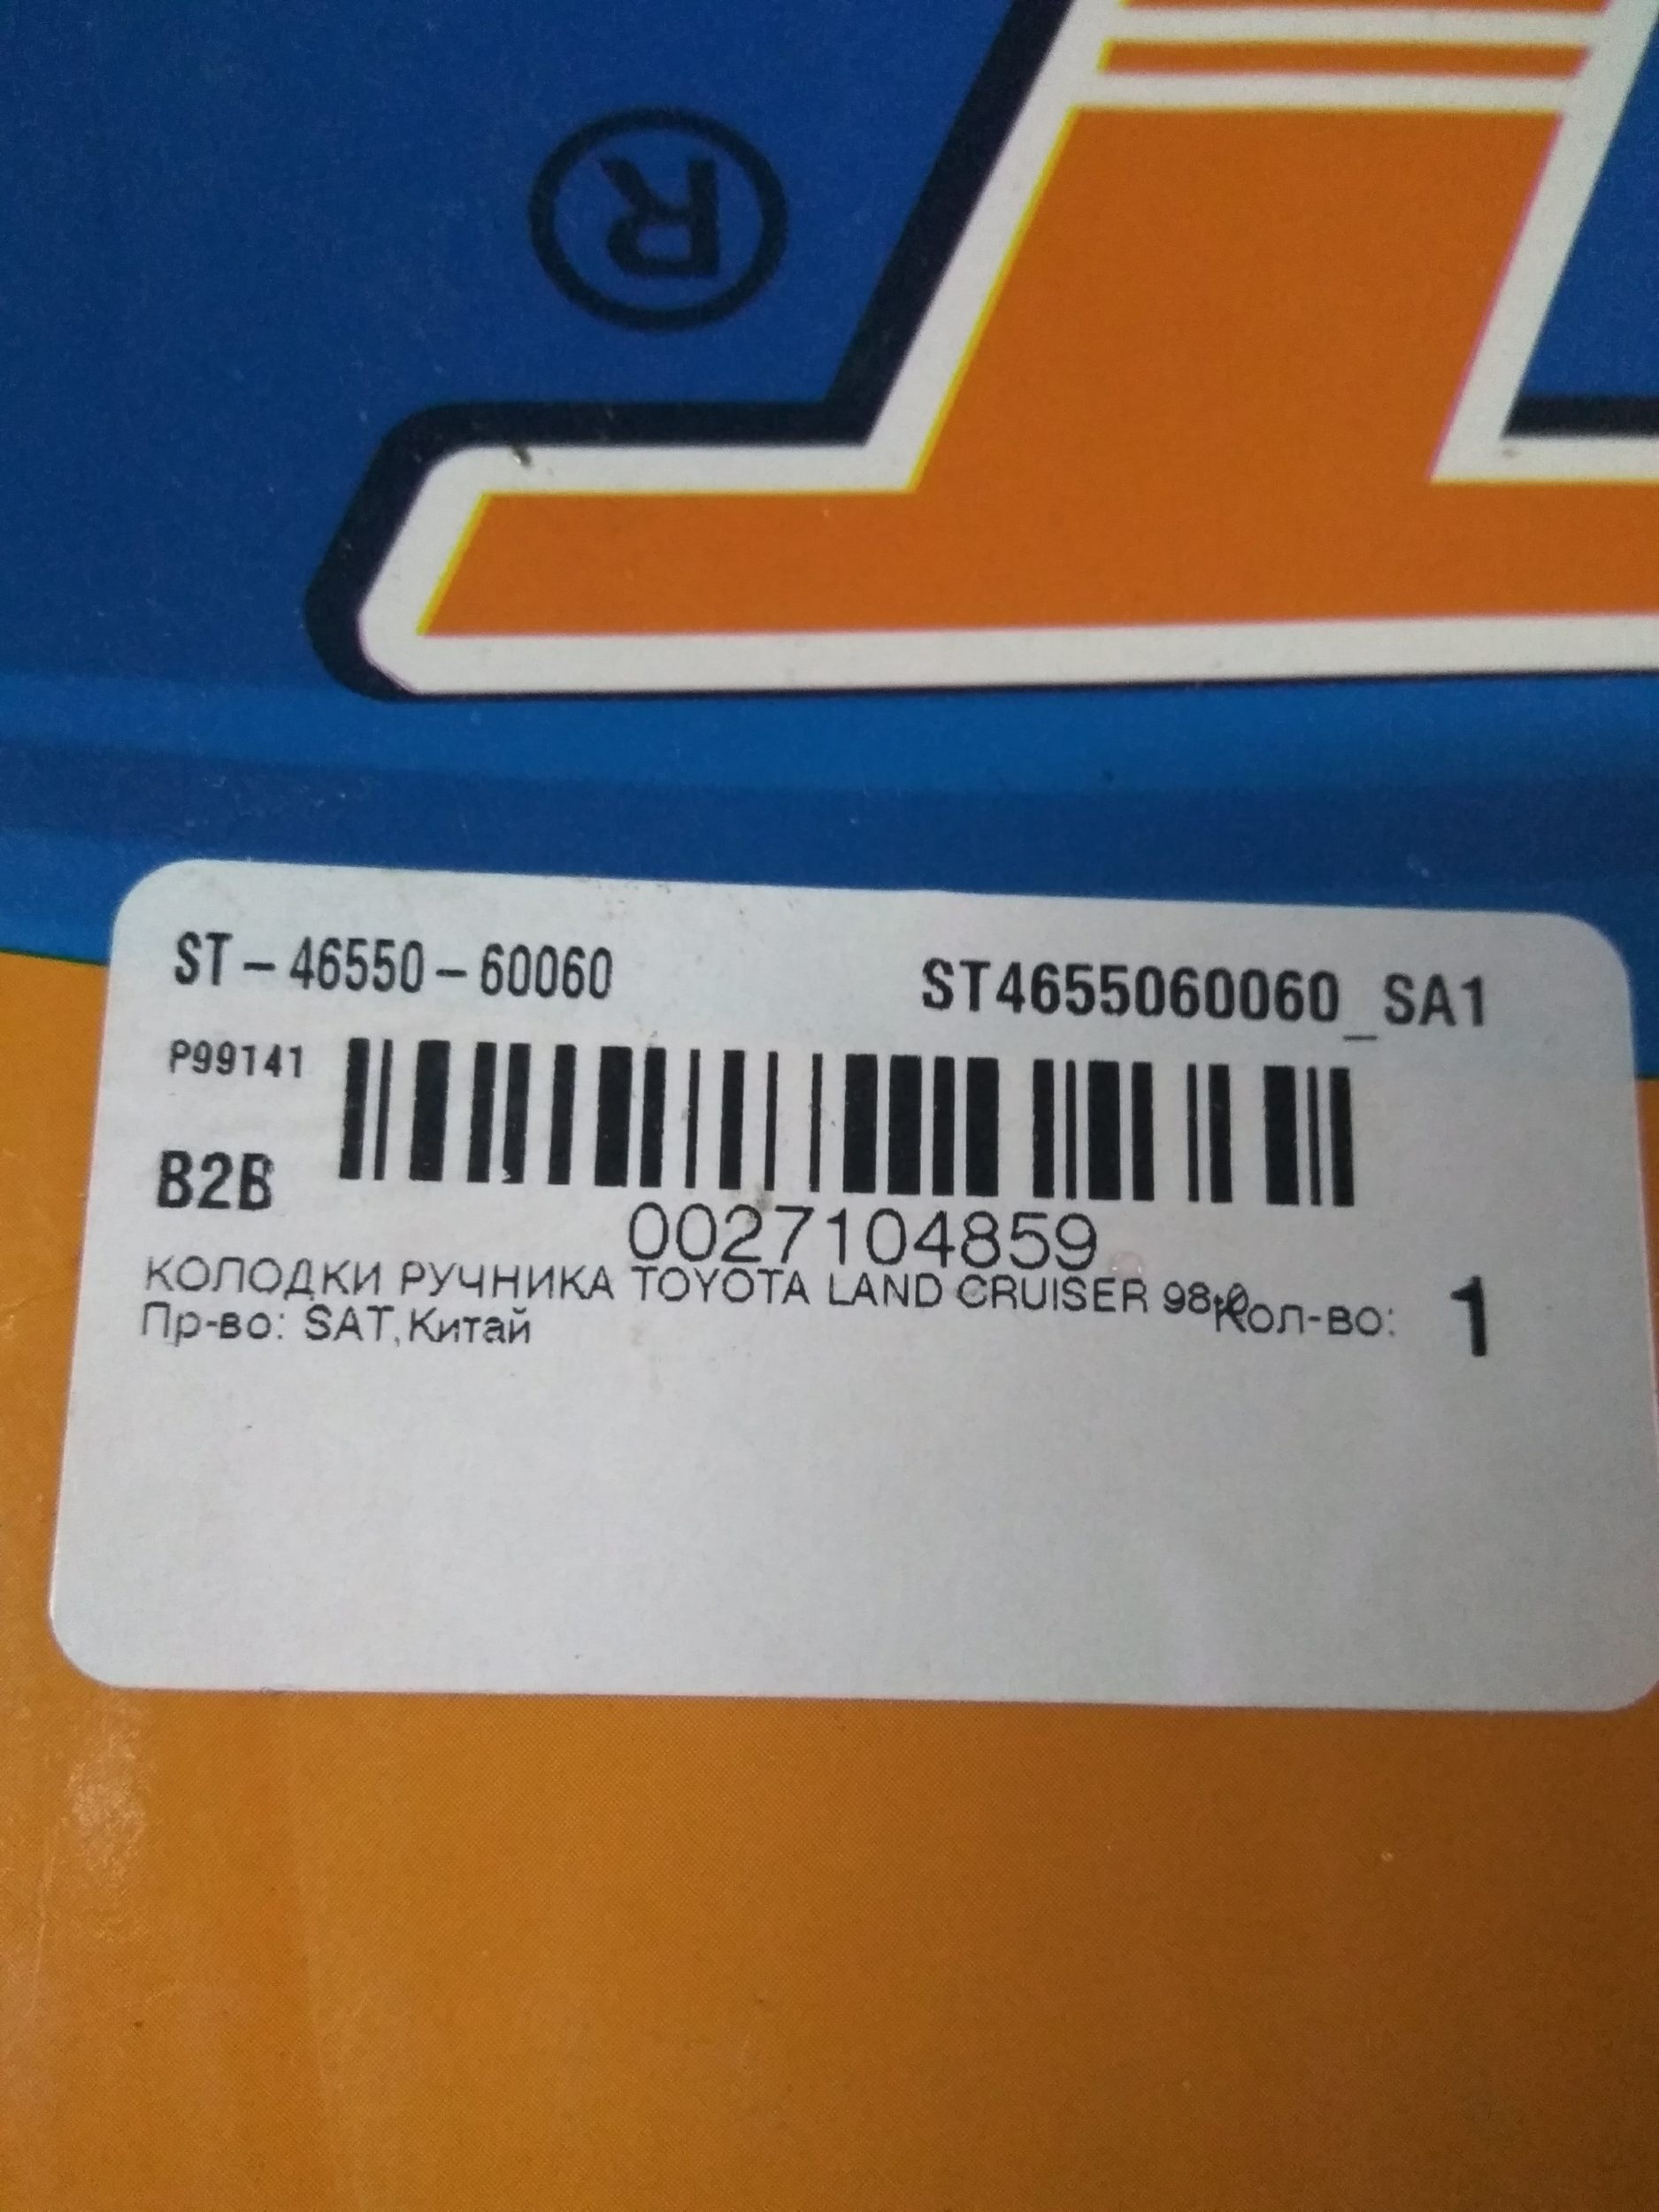 ®
ST-46550-60060 ST4655060060_SA1
P99141
B2B
0027104859
КОЛОДКИ РУЧНИКА TOYOTA LAND CRUISER
Пр-во: SAT,Китай Кол-во: 1